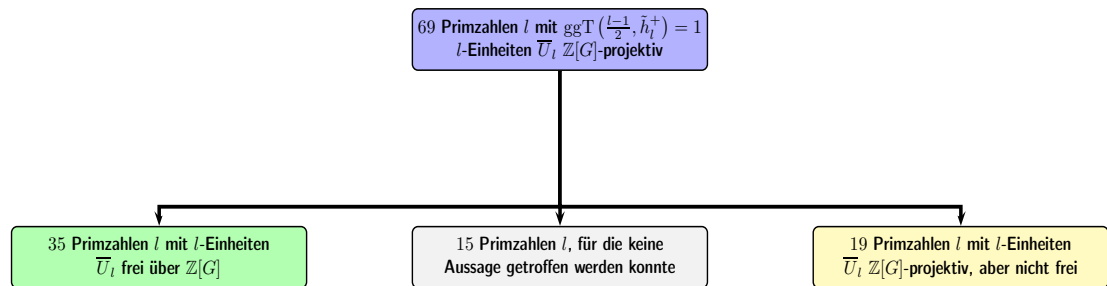 69 Primzahlen l mit ggT((l−1)/2, h̃_l^+) = 1
l-Einheiten U̅_l ℤ[G]-projektiv
35 Primzahlen l mit l-Einheiten
U̅_l frei über ℤ[G]
15 Primzahlen l, für die keine
Aussage getroffen werden konnte
19 Primzahlen l mit l-Einheiten
U̅_l ℤ[G]-projektiv, aber nicht frei